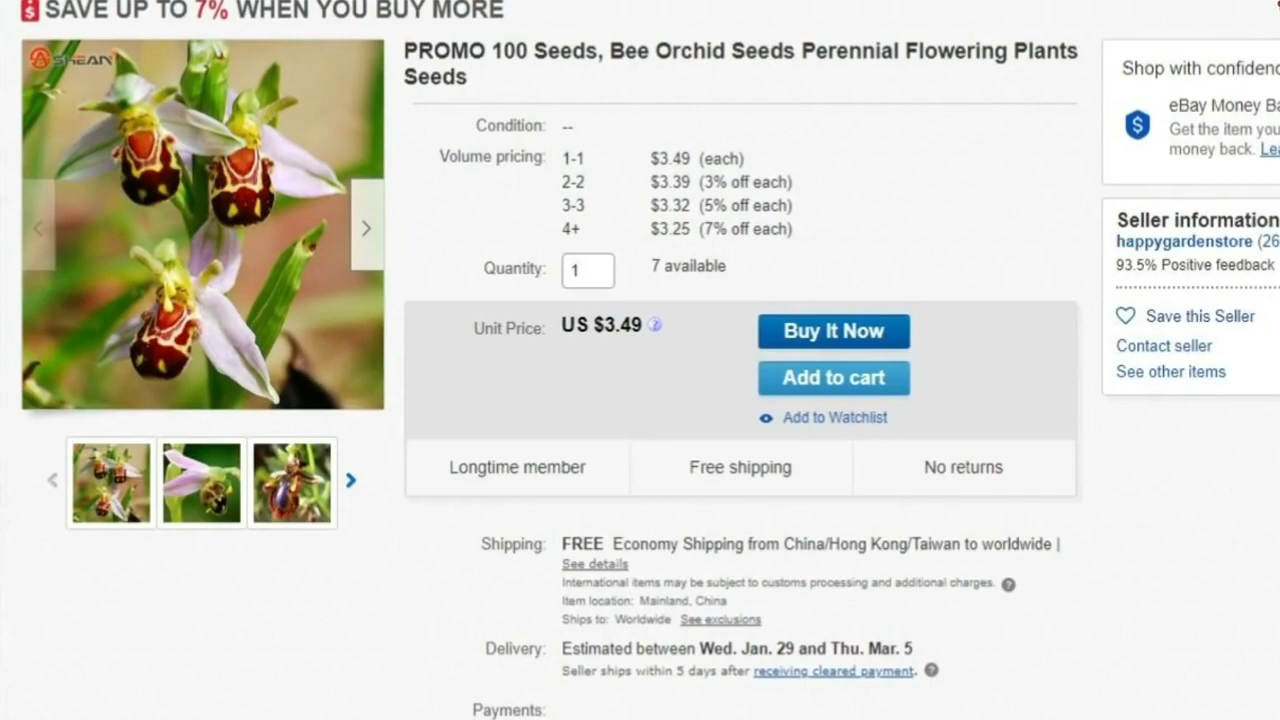 $ SAVE UP TO 7% WHEN YOU BUY MORE
SHEAN
PROMO 100 Seeds, Bee Orchid Seeds Perennial Flowering Plants
Seeds
Condition: --
Volume pricing: 1-1 $3.49 (each)
2-2 $3.39 (3% off each)
3-3 $3.32 (5% off each)
4+ $3.25 (7% off each)
Quantity: 1 7 available
Unit Price: US $3.49
Buy It Now
Add to cart
Add to Watchlist
Longtime member Free shipping No returns
Shipping: FREE Economy Shipping from China/Hong Kong/Taiwan to worldwide |
See details
International items may be subject to customs processing and additional charges. ?
Item location: Mainland, China
Ships to: Worldwide See exclusions
Delivery: Estimated between Wed. Jan. 29 and Thu. Mar. 5
Seller ships within 5 days after receiving cleared payment. ?
Payments:
Shop with confidenc
eBay Money Ba
$ Get the item you
money back. Lea
Seller information
happygardenstore (26
93.5% Positive feedback
Save this Seller
Contact seller
See other items